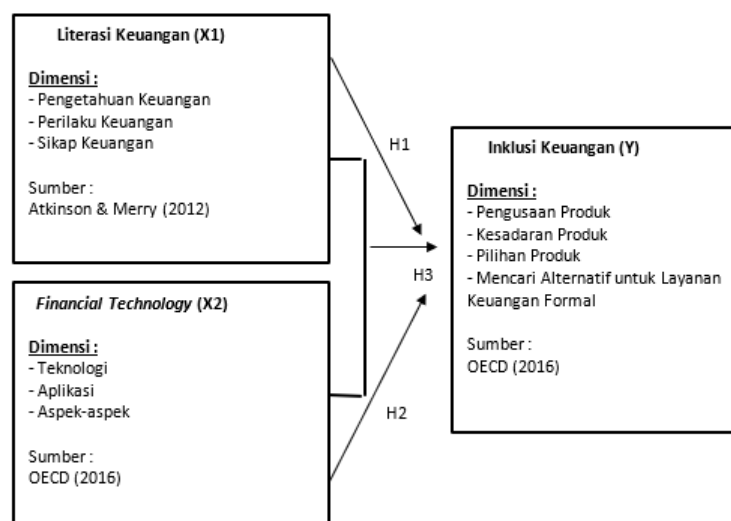 Literasi Keuangan (X1)
Dimensi :
- Pengetahuan Keuangan
- Perilaku Keuangan
- Sikap Keuangan
Sumber :
Atkinson & Merry (2012)
Financial Technology (X2)
Dimensi :
- Teknologi
- Aplikasi
- Aspek-aspek
Sumber :
OECD (2016)
H1
H3
H2
Inklusi Keuangan (Y)
Dimensi :
- Pengusaan Produk
- Kesadaran Produk
- Pilihan Produk
- Mencari Alternatif untuk Layanan
Keuangan Formal
Sumber :
OECD (2016)